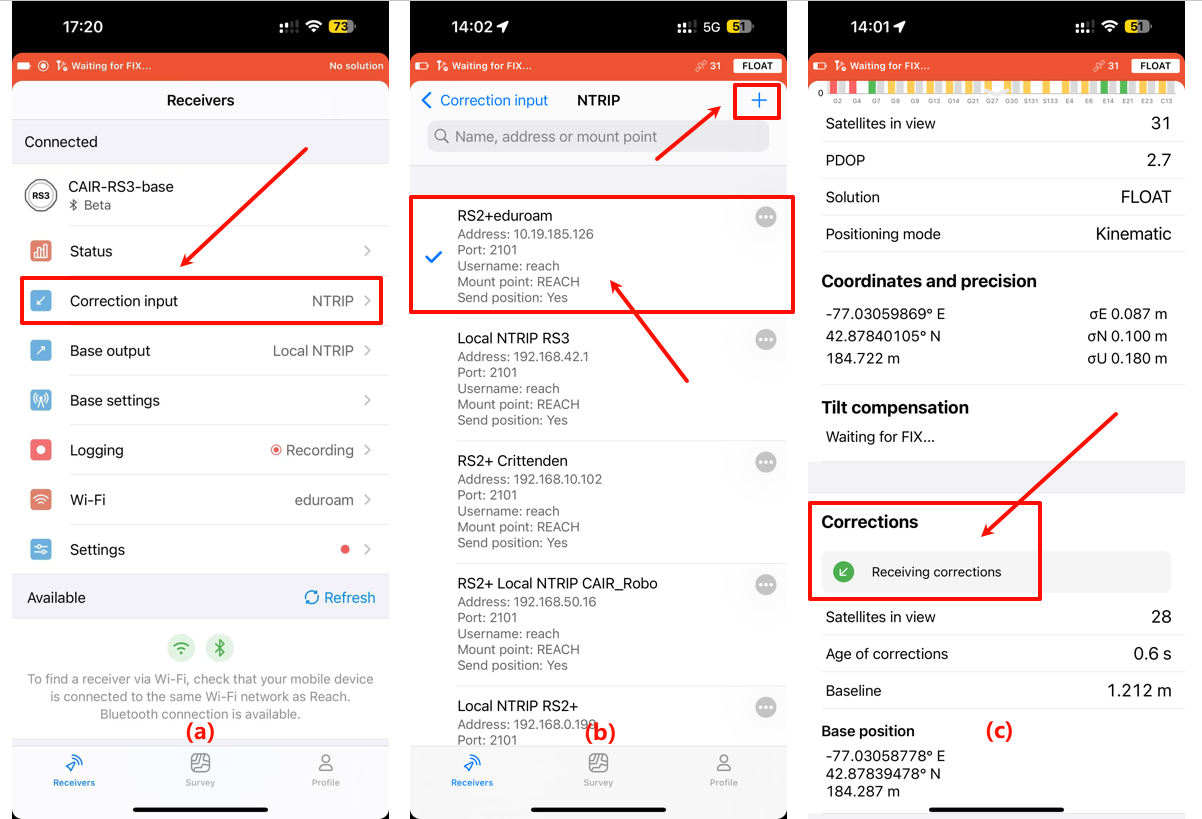 17:20
73
Waiting for FIX...
No solution
Receivers
Connected
RS3
CAIR-RS3-base
Beta
Status
Correction input
NTRIP
Base output
Local NTRIP
Base settings
Logging
Recording
Wi-Fi
eduroam
Settings
Available
Refresh
To find a receiver via Wi-Fi, check that your mobile device
is connected to the same Wi-Fi network as Reach.
Bluetooth connection is available.
(a)
Receivers
Survey
Profile
14:02
5G
51
Waiting for FIX...
31
FLOAT
Correction input
NTRIP
+
Name, address or mount point
RS2+eduroam
Address: 10.19.185.126
Port: 2101
Username: reach
Mount point: REACH
Send position: Yes
Local NTRIP RS3
Address: 192.168.42.1
Port: 2101
Username: reach
Mount point: REACH
Send position: Yes
RS2+ Crittenden
Address: 192.168.10.102
Port: 2101
Username: reach
Mount point: REACH
Send position: Yes
RS2+ Local NTRIP CAIR_Robo
Address: 192.168.50.16
Port: 2101
Username: reach
Mount point: REACH
Send position: Yes
Local NTRIP RS2+
Address: 192.168.0.199
Port: 2101
(b)
Receivers
Survey
Profile
14:01
51
Waiting for FIX...
31
FLOAT
0
G2 G4 G7 G8 G9 G13 G14 G21 G27 G30 S131 S133 E4 E6 E14 E21 E23 C13
Satellites in view
31
PDOP
2.7
Solution
FLOAT
Positioning mode
Kinematic
Coordinates and precision
-77.03059869° E
σE 0.087 m
42.87840105° N
σN 0.100 m
184.722 m
σU 0.180 m
Tilt compensation
Waiting for FIX...
Corrections
Receiving corrections
Satellites in view
28
Age of corrections
0.6 s
Baseline
1.212 m
Base position
(c)
-77.03058778° E
42.87839478° N
184.287 m